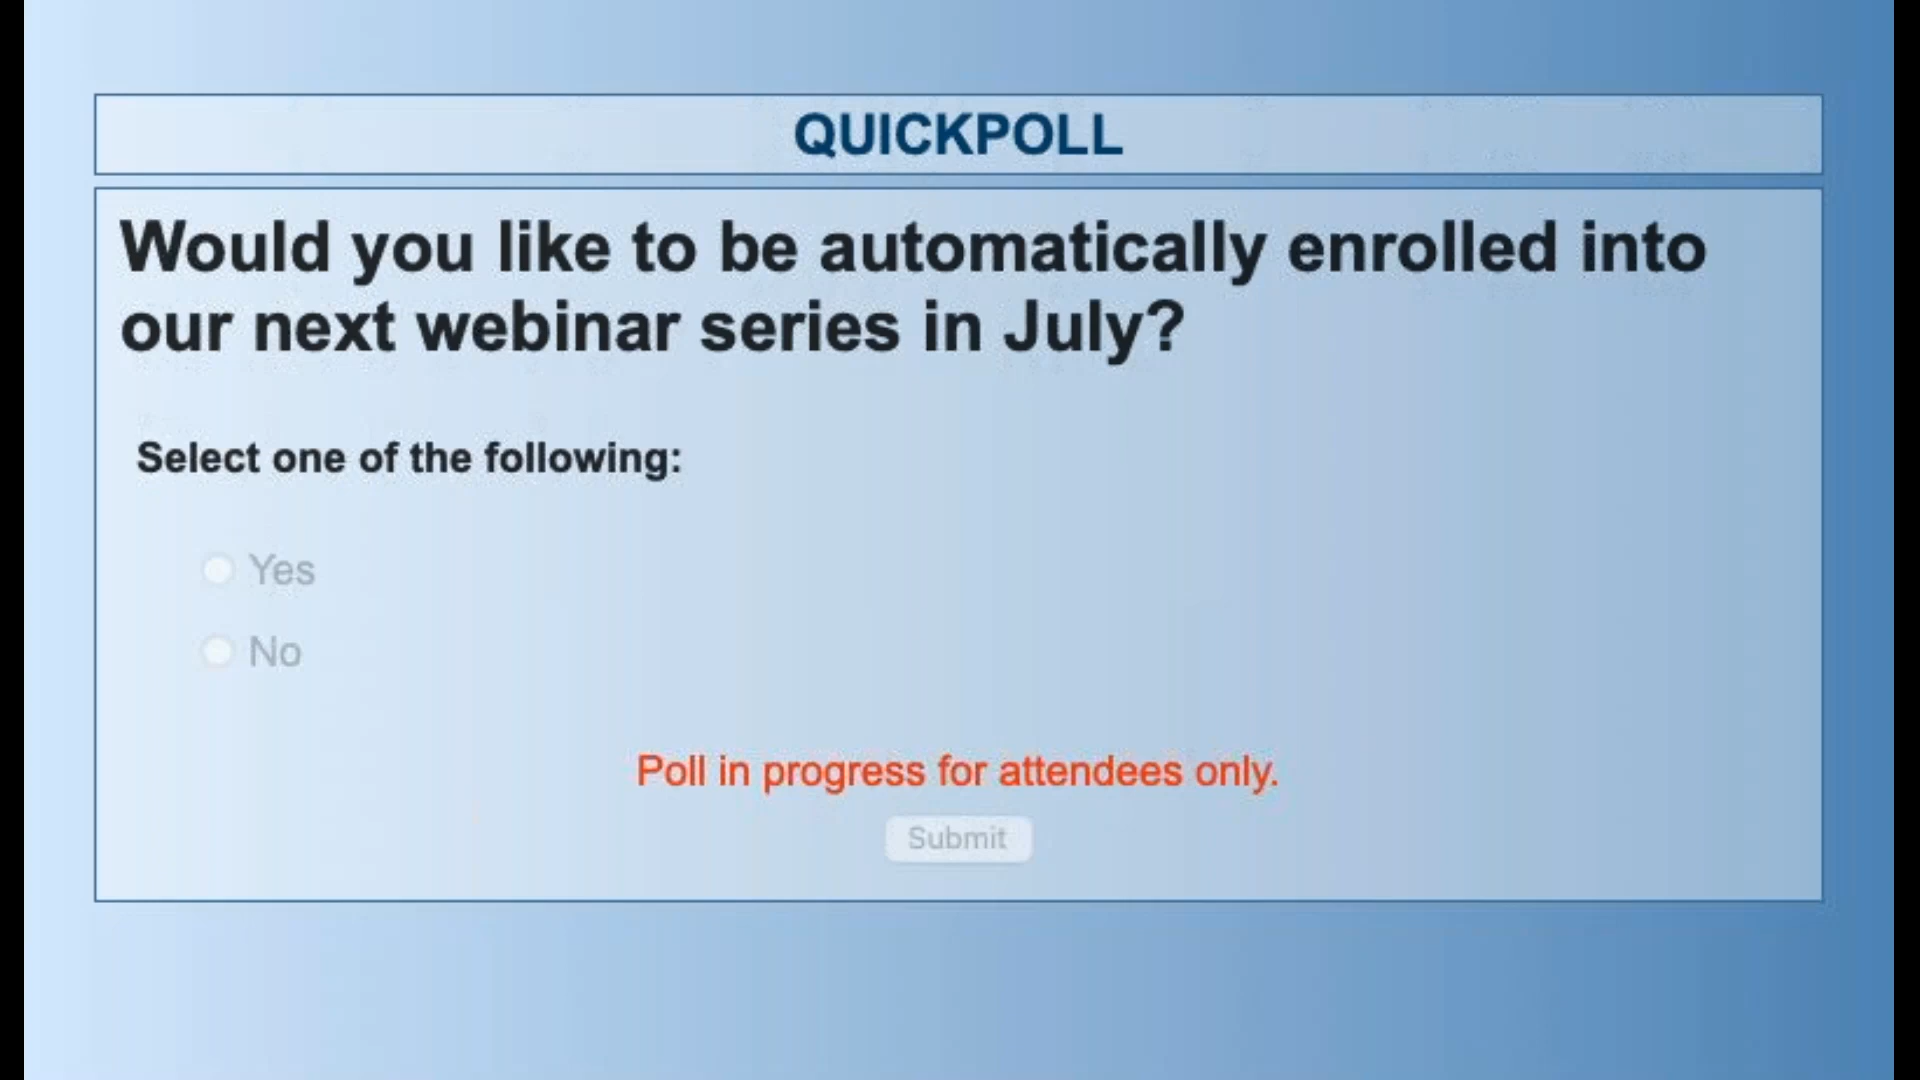 QUICKPOLL
Would you like to be automatically enrolled into
our next webinar series in July?
Select one of the following:
Yes
No
Poll in progress for attendees only.
Submit